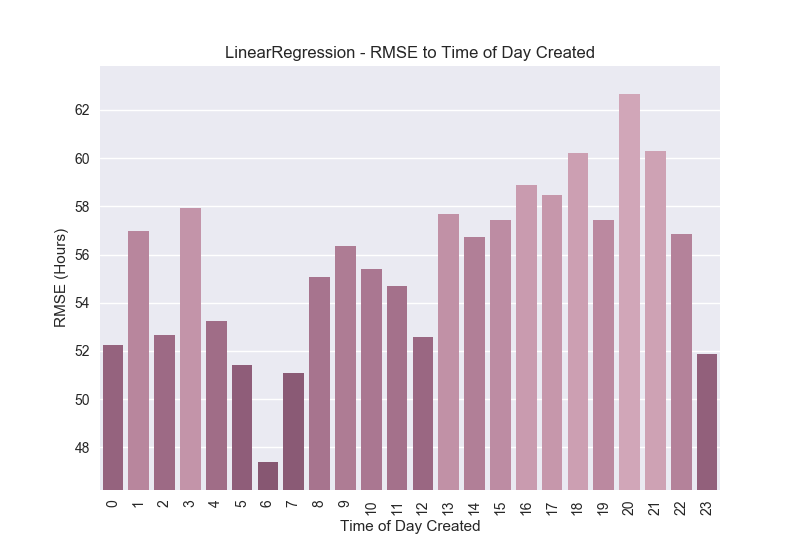 LinearRegression - RMSE to Time of Day Created
62
60
58
56
54
52
50
48
RMSE (Hours)
0 1 2 3 4 5 6 7 8 9 10 11 12 13 14 15 16 17 18 19 20 21 22 23
Time of Day Created